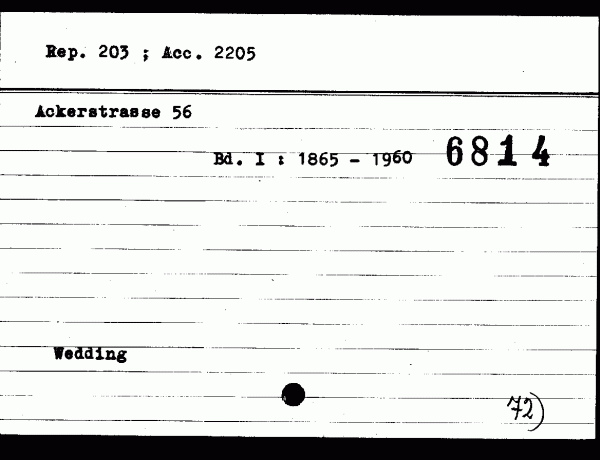 Rep. 203 ; Acc. 2205
Ackerstrasse 56
Bd. I : 1865 - 1960 6814
Wedding
72)